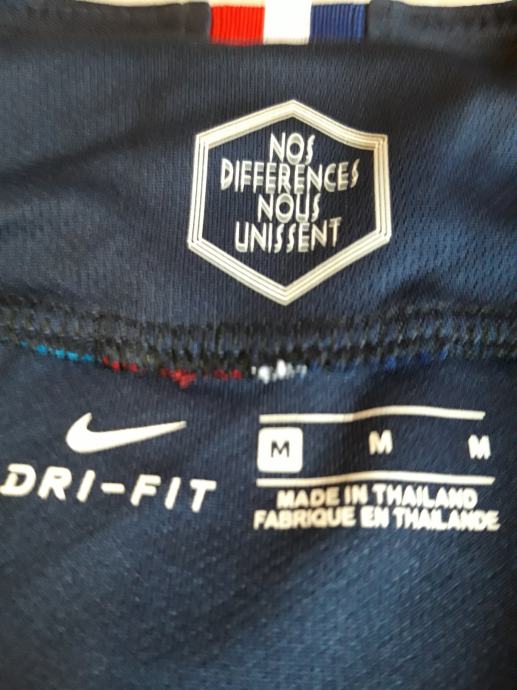 NOS
DIFFERENCES
NOUS
UNISSENT
DRI-FIT
M M M
MADE IN THAILAND
FABRIQUE EN THAILANDE